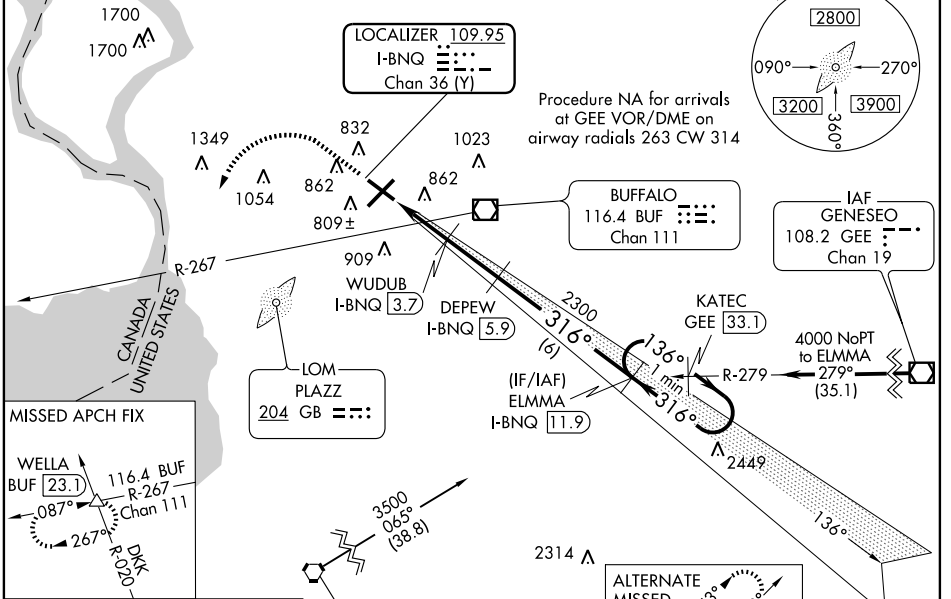 1700
1700
LOCALIZER 109.95
I-BNQ
Chan 36 (Y)
2800
090°
270°
3200
3900
360°
Procedure NA for arrivals
at GEE VOR/DME on
airway radials 263 CW 314
1349
832
1023
1054
862
862
809±
BUFFALO
116.4 BUF
Chan 111
IAF
GENESEO
108.2 GEE
Chan 19
R-267
909
WUDUB
I-BNQ 3.7
DEPEW
I-BNQ 5.9
2300
316°
(6)
KATEC
GEE 33.1
136°
1 min
316°
R-279
4000 NoPT
to ELMMA
279°
(35.1)
(IF/IAF)
ELMMA
I-BNQ 11.9
CANADA
UNITED STATES
LOM
PLAZZ
204 GB
2449
136°
MISSED APCH FIX
WELLA
BUF 23.1
116.4 BUF
R-267
Chan 111
087°
267°
DKK
R-020
3500
065°
(38.8)
2314
ALTERNATE